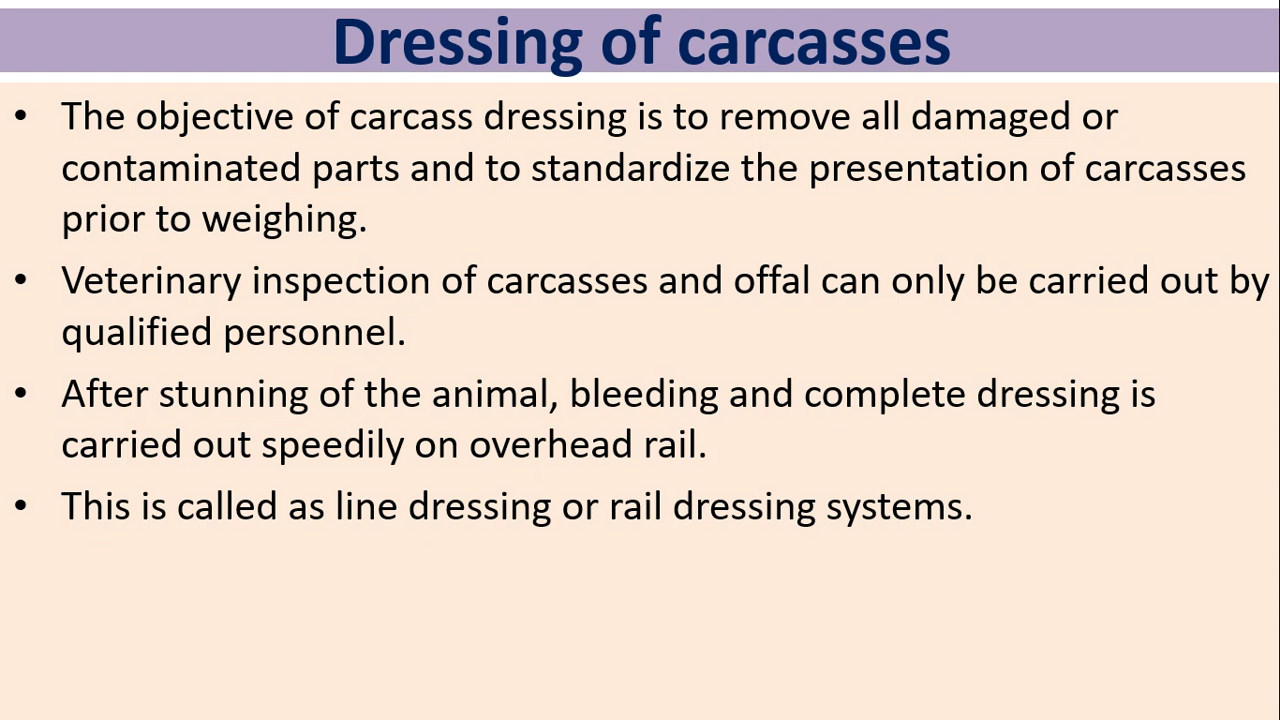 Dressing of carcasses
• The objective of carcass dressing is to remove all damaged or
contaminated parts and to standardize the presentation of carcasses
prior to weighing.
• Veterinary inspection of carcasses and offal can only be carried out by
qualified personnel.
• After stunning of the animal, bleeding and complete dressing is
carried out speedily on overhead rail.
• This is called as line dressing or rail dressing systems.